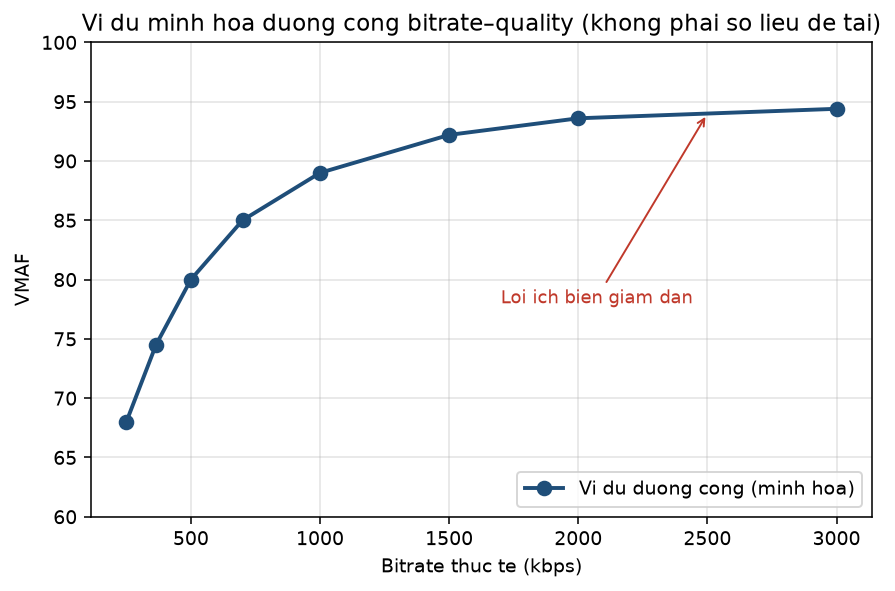 Vi du minh hoa duong cong bitrate–quality (khong phai so lieu de tai)
100
95
90
85
80
75
70
65
60
VMAF
Loi ich bien giam dan
Vi du duong cong (minh hoa)
500 1000 1500 2000 2500 3000
Bitrate thuc te (kbps)